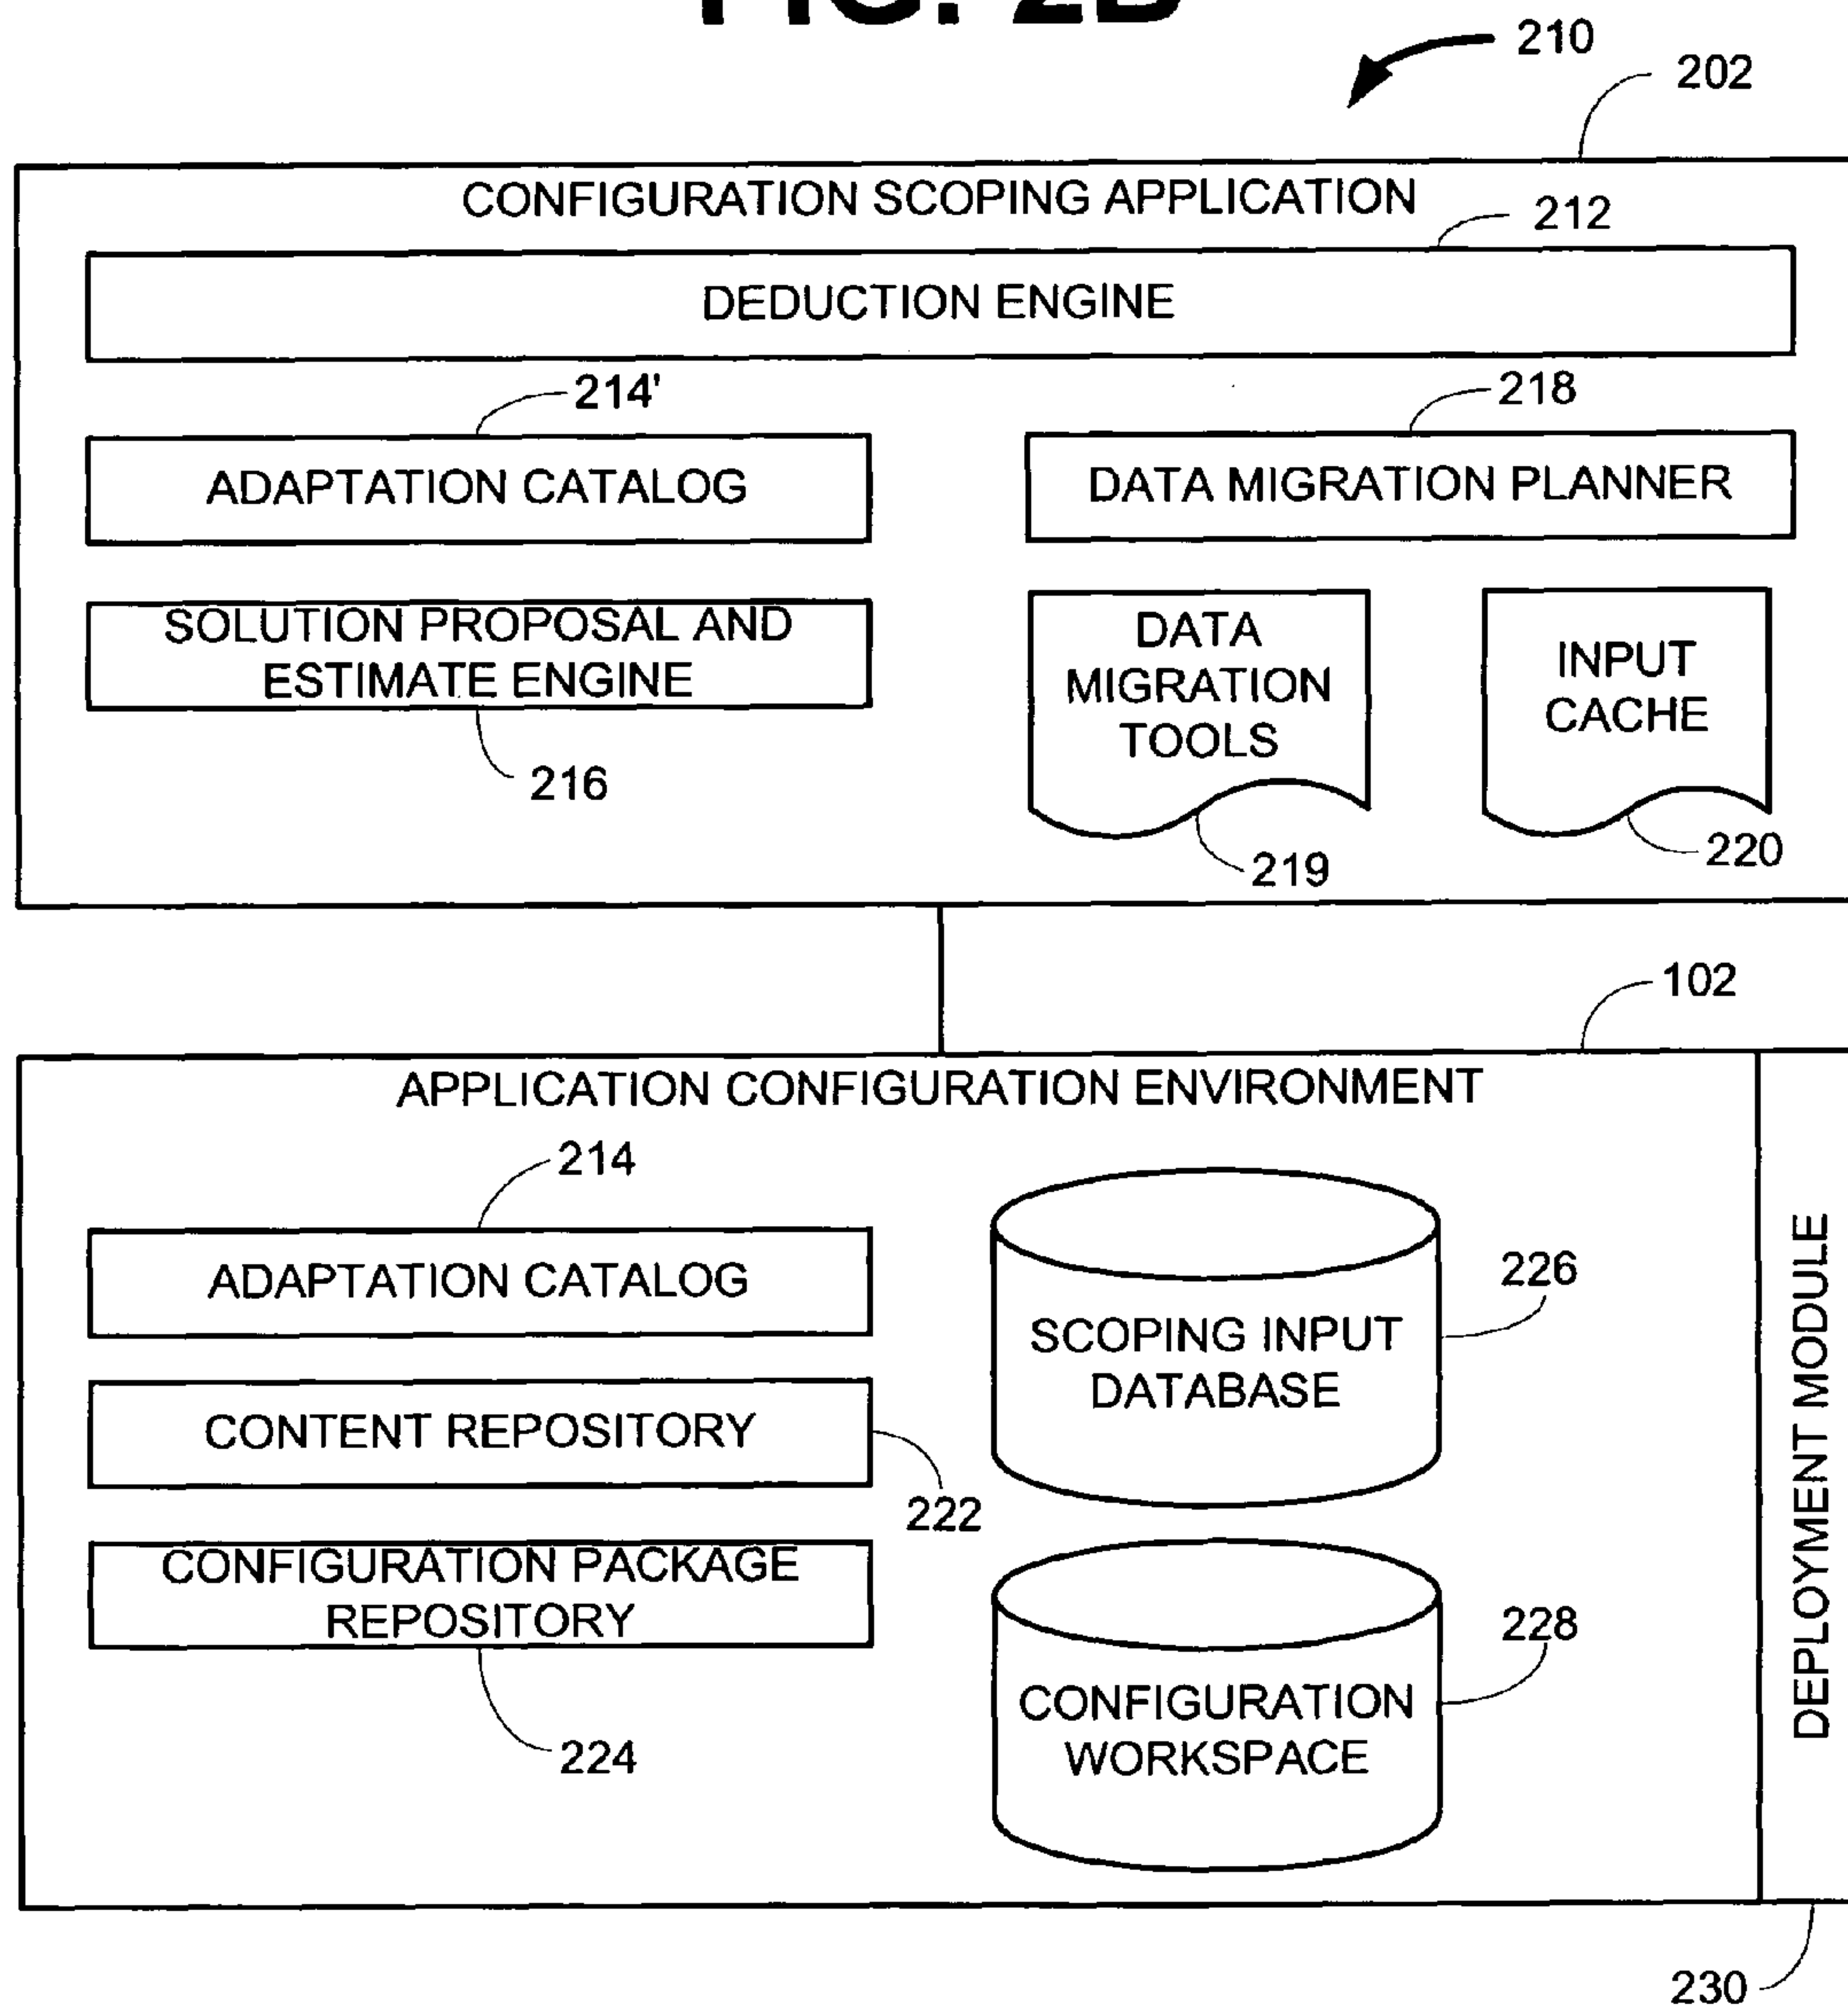 FIG. 2B
210
202
CONFIGURATION SCOPING APPLICATION
212
DEDUCTION ENGINE
214'
218
ADAPTATION CATALOG
DATA MIGRATION PLANNER
SOLUTION PROPOSAL AND
ESTIMATE ENGINE
216
DATA
MIGRATION
TOOLS
219
INPUT
CACHE
220
102
APPLICATION CONFIGURATION ENVIRONMENT
214
ADAPTATION CATALOG
CONTENT REPOSITORY
222
CONFIGURATION PACKAGE
REPOSITORY
224
226
SCOPING INPUT
DATABASE
228
CONFIGURATION
WORKSPACE
DEPLOYMENT MODULE
230